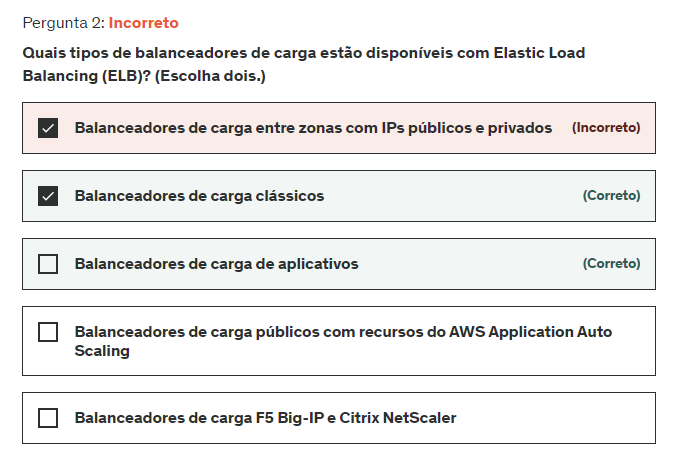 Pergunta 2: Incorreto
Quais tipos de balanceadores de carga estão disponíveis com Elastic Load
Balancing (ELB)? (Escolha dois.)
Balanceadores de carga entre zonas com IPs públicos e privados (Incorreto)
Balanceadores de carga clássicos (Correto)
Balanceadores de carga de aplicativos (Correto)
Balanceadores de carga públicos com recursos do AWS Application Auto
Scaling
Balanceadores de carga F5 Big-IP e Citrix NetScaler